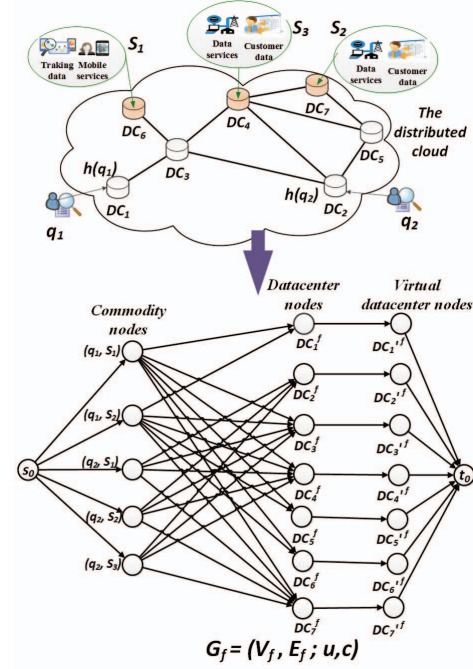 S1
S3
S2
Traking Mobile
data services
Data Customer
services data
Data Customer
services data
DC6
DC4
DC7
The
distributed
cloud
DC5
DC3
h(q1)
h(q2)
DC1
DC2
q1
q2
Commodity
nodes
Datacenter
nodes
Virtual
datacenter nodes
(q1, S1)
(q1, S2)
(q2, S1)
(q2, S2)
(q2, S3)
s0
t0
DC1f
DC1'f
DC2f
DC2'f
DC3f
DC3'f
DC4f
DC4'f
DC5f
DC5'f
DC6f
DC6'f
DC7f
DC7'f
Gf = (Vf , Ef ; u,c)